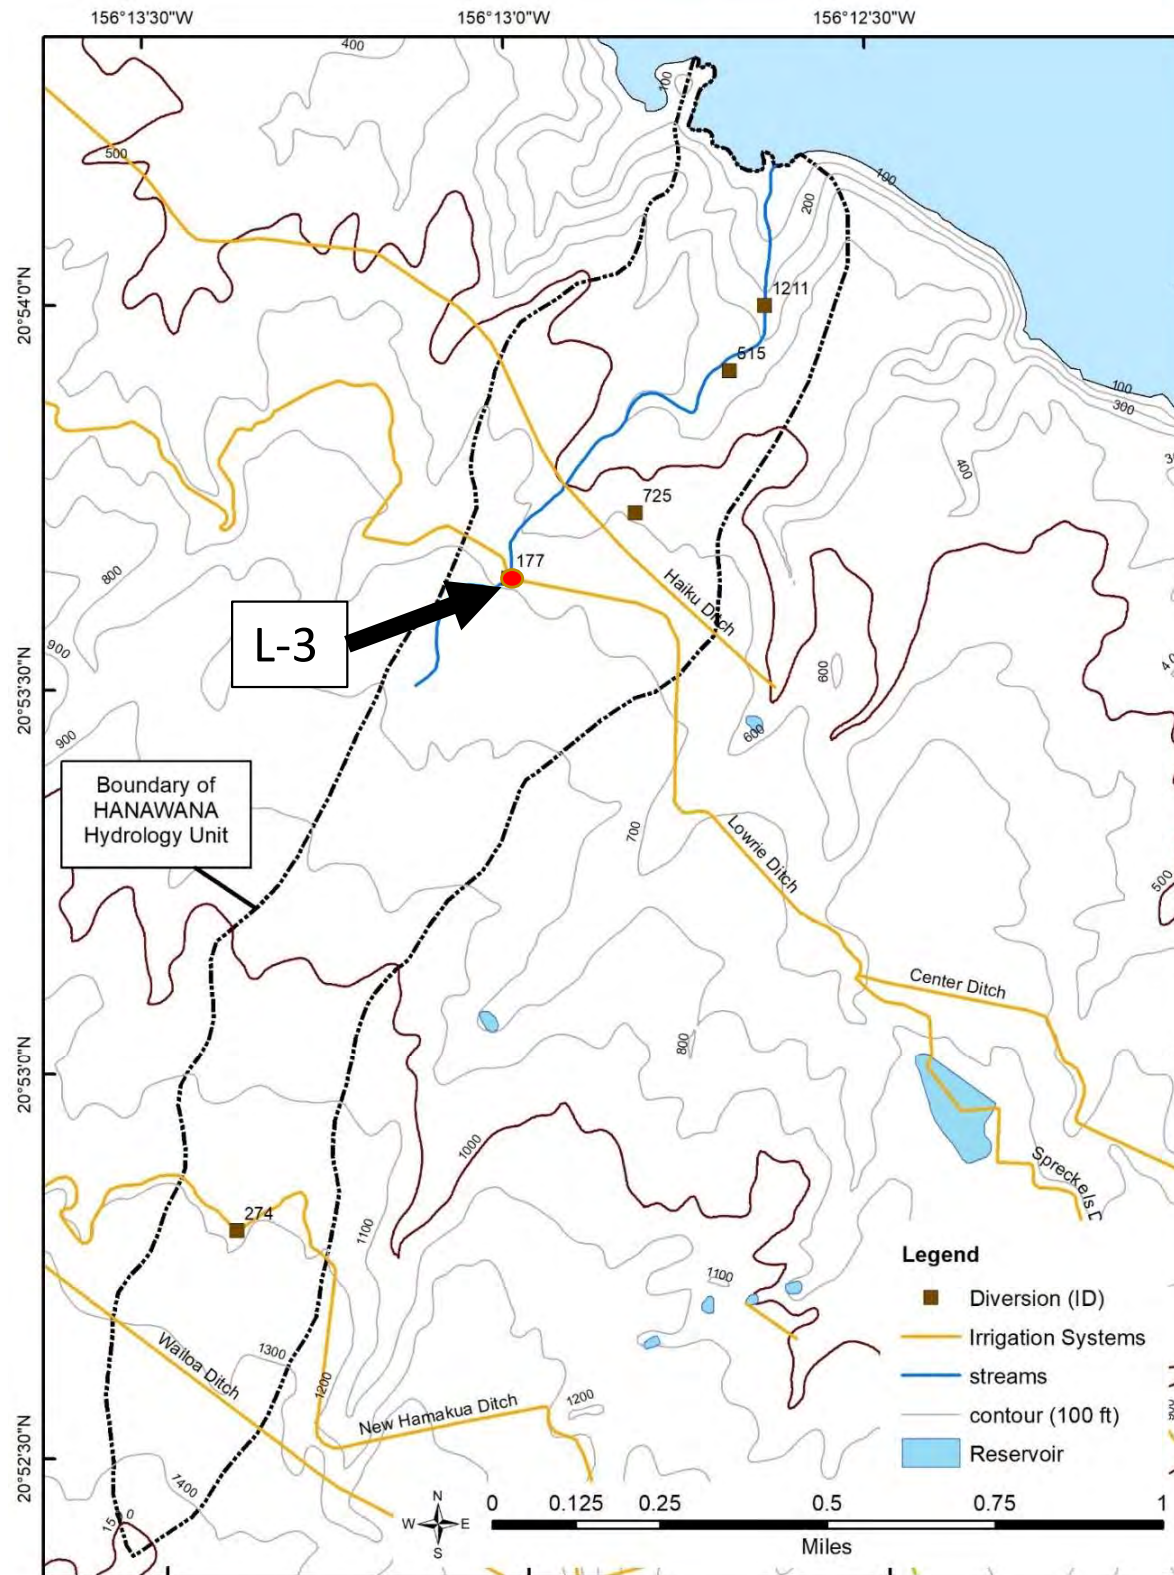 156°13'30"W
156°13'0"W
156°12'30"W
400
100
500
100
200
20°54'0"N
1211
515
100
300
400
725
177
800
Haiku Ditch
L-3
900
600
20°53'30"N
900
600
Boundary of
HANAWANA
Hydrology Unit
700
Lowrie Ditch
500
Center Ditch
800
20°53'0"N
1000
Spreckels D
274
1100
1100
Legend
Diversion (ID)
Irrigation Systems
streams
contour (100 ft)
Reservoir
Wailoa Ditch
1300
1200
New Hamakua Ditch
1200
20°52'30"N
7400
N
W
E
S
0
0.125
0.25
0.5
0.75
1
Miles